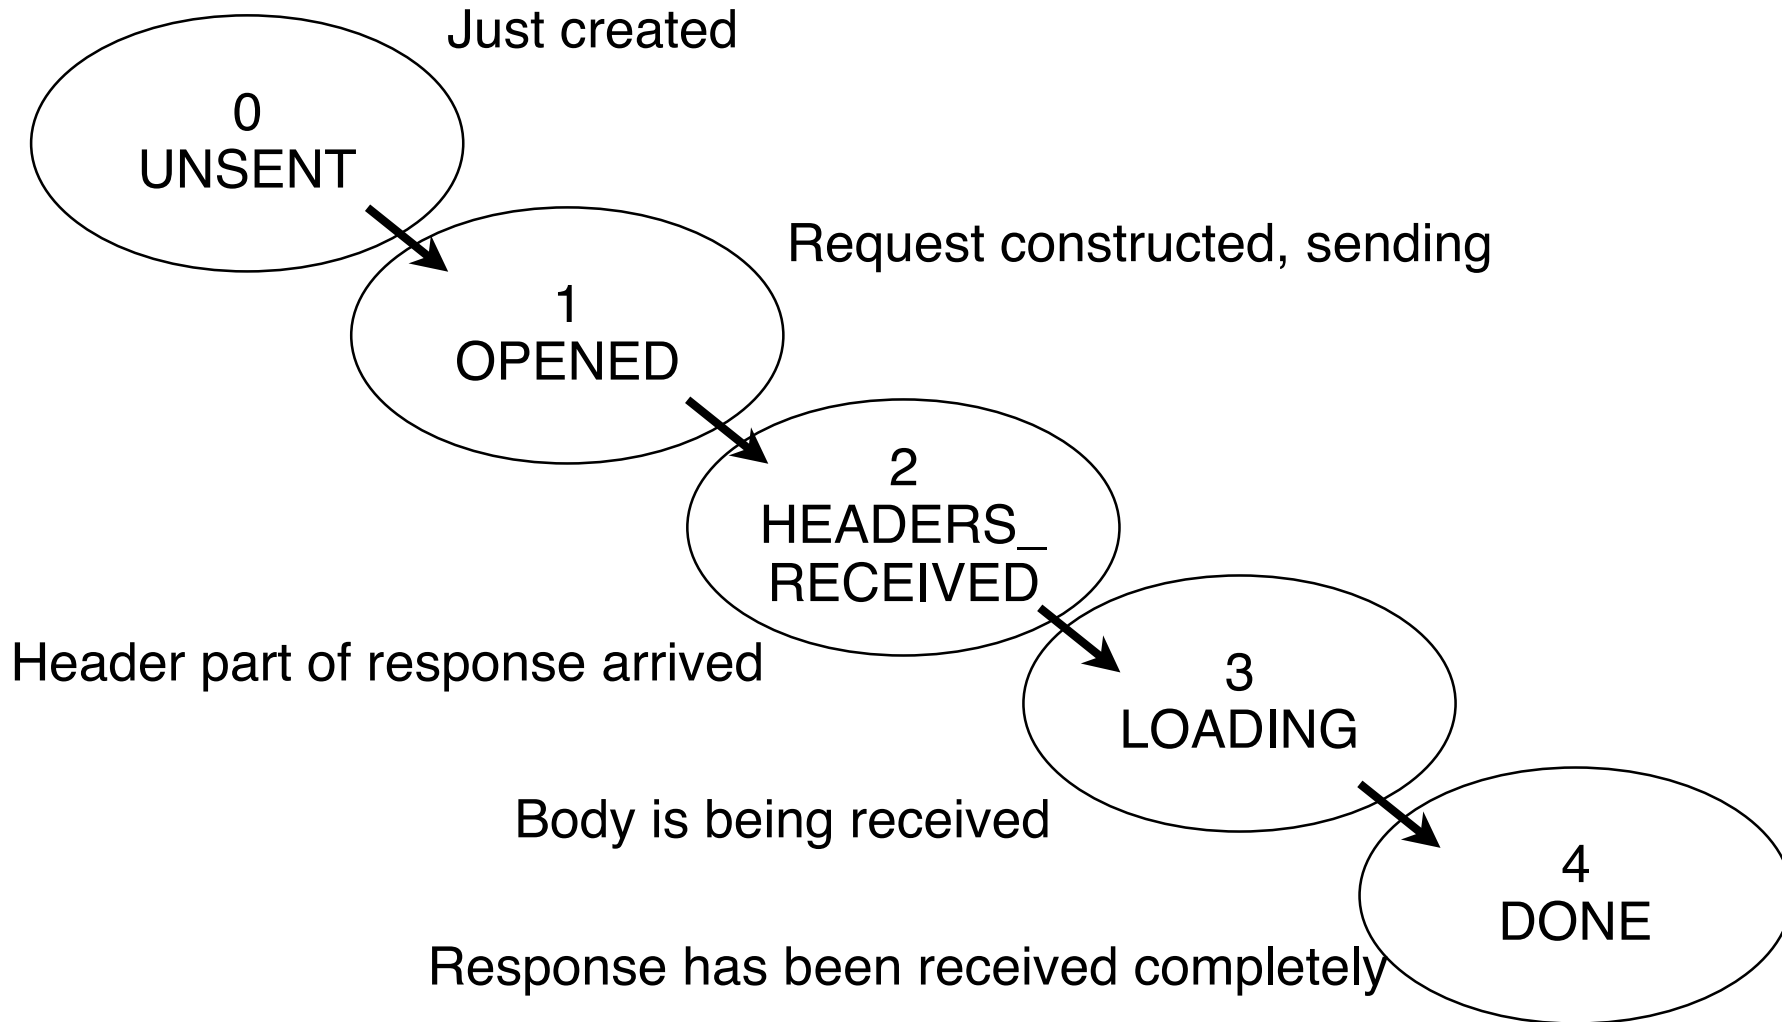 Just created
0
UNSENT
Request constructed, sending
1
OPENED
2
HEADERS_
RECEIVED
Header part of response arrived
3
LOADING
Body is being received
4
DONE
Response has been received completely